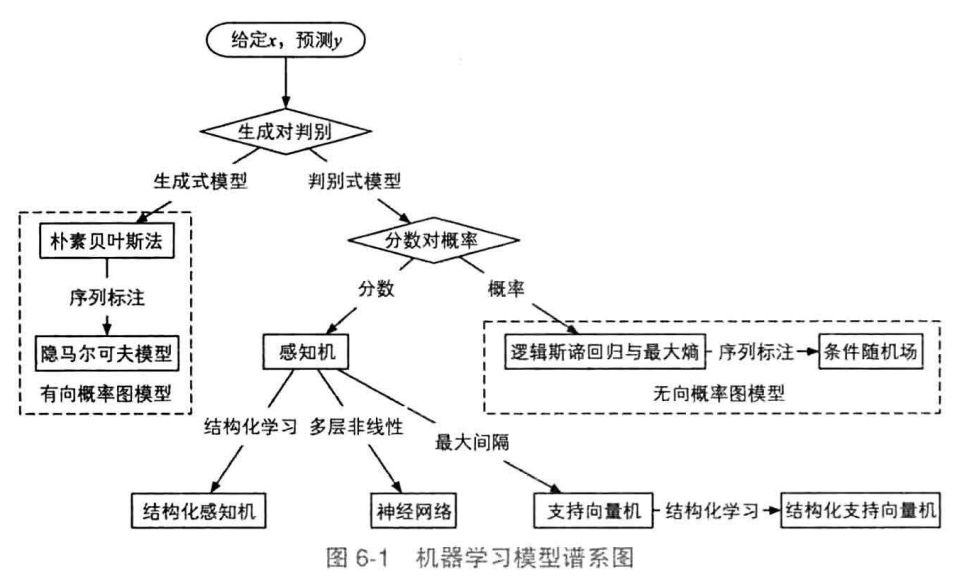 给定x，预测y
生成对判别
生成式模型
判别式模型
朴素贝叶斯法
分数对概率
序列标注
分数
概率
隐马尔可夫模型
感知机
逻辑斯谛回归与最大熵
序列标注
条件随机场
有向概率图模型
无向概率图模型
结构化学习
多层非线性
最大间隔
结构化感知机
神经网络
支持向量机
结构化学习
结构化支持向量机
图 6-1 机器学习模型谱系图